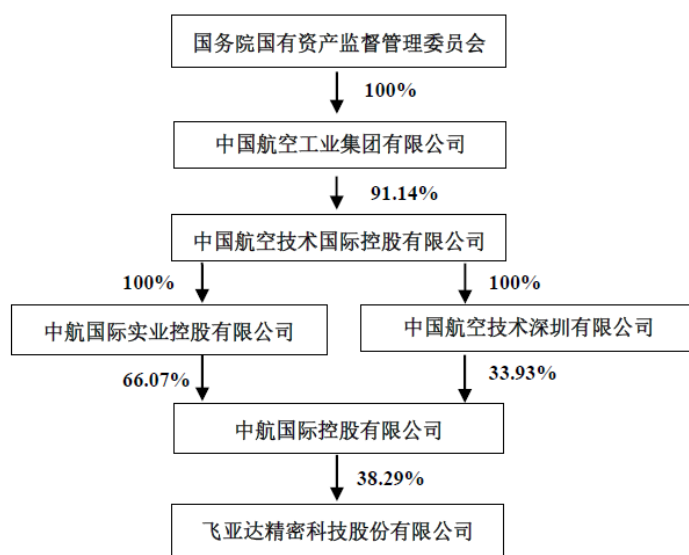 国务院国有资产监督管理委员会
100%
中国航空工业集团有限公司
91.14%
中国航空技术国际控股有限公司
100%
100%
中航国际实业控股有限公司
中国航空技术深圳有限公司
66.07%
33.93%
中航国际控股有限公司
38.29%
飞亚达精密科技股份有限公司